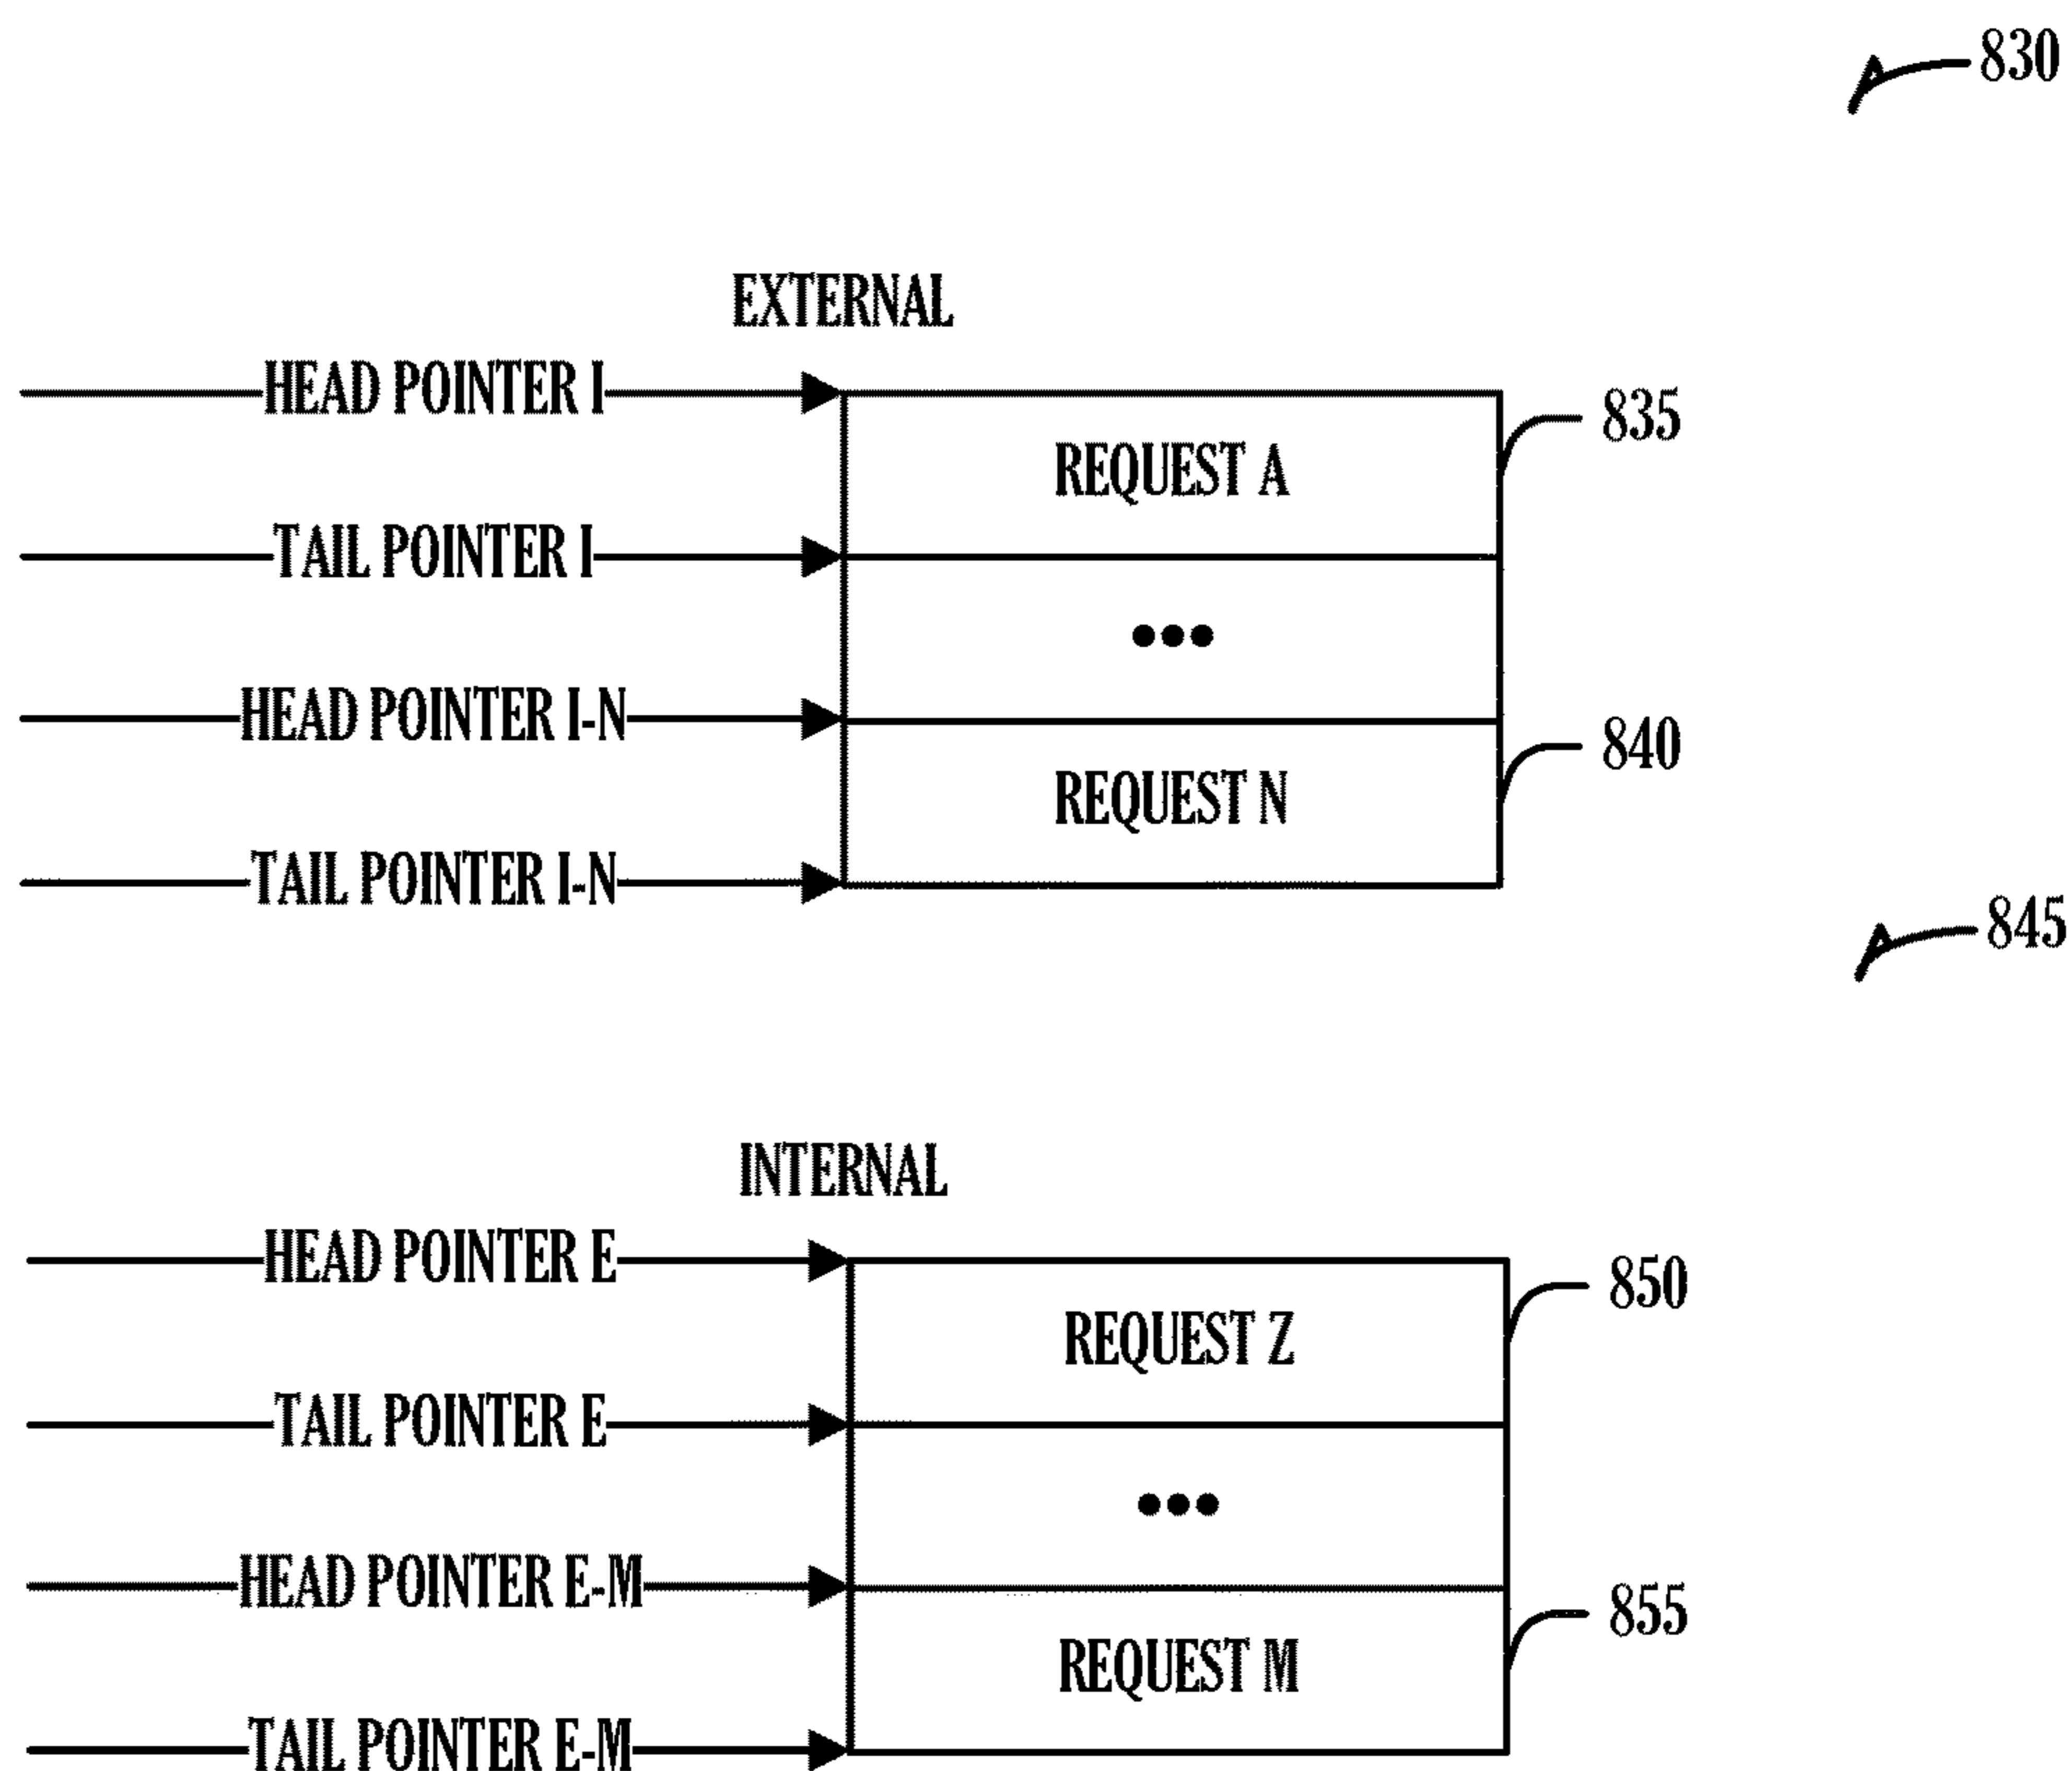 830
EXTERNAL
HEAD POINTER I
835
REQUEST A
TAIL POINTER I
HEAD POINTER I-N
840
REQUEST N
TAIL POINTER I-N
845
INTERNAL
HEAD POINTER E
850
REQUEST Z
TAIL POINTER E
HEAD POINTER E-M
855
REQUEST M
TAIL POINTER E-M